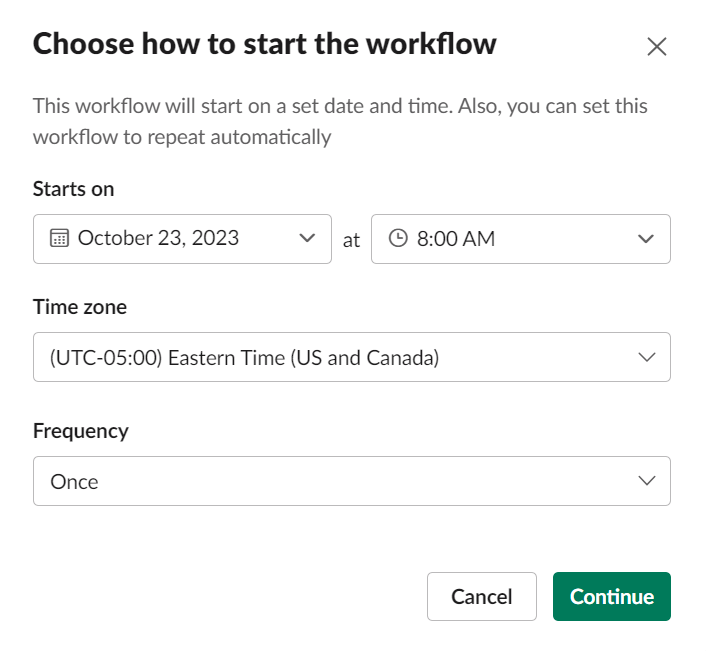 Choose how to start the workflow
This workflow will start on a set date and time. Also, you can set this
workflow to repeat automatically
Starts on
October 23, 2023 at 8:00 AM
Time zone
(UTC-05:00) Eastern Time (US and Canada)
Frequency
Once
Cancel Continue